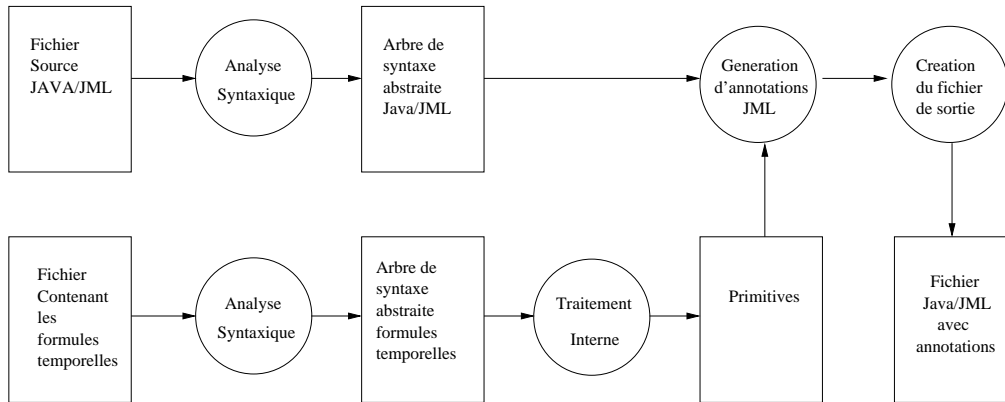 Fichier
Source
JAVA/JML
Analyse
Syntaxique
Arbre de
syntaxe
abstraite
Java/JML
Generation
d'annotations
JML
Creation
du fichier
de sortie
Fichier
Contenant
les
formules
temporelles
Analyse
Syntaxique
Arbre de
syntaxe
abstraite
formules
temporelles
Traitement
Interne
Primitives
Fichier
Java/JML
avec
annotations